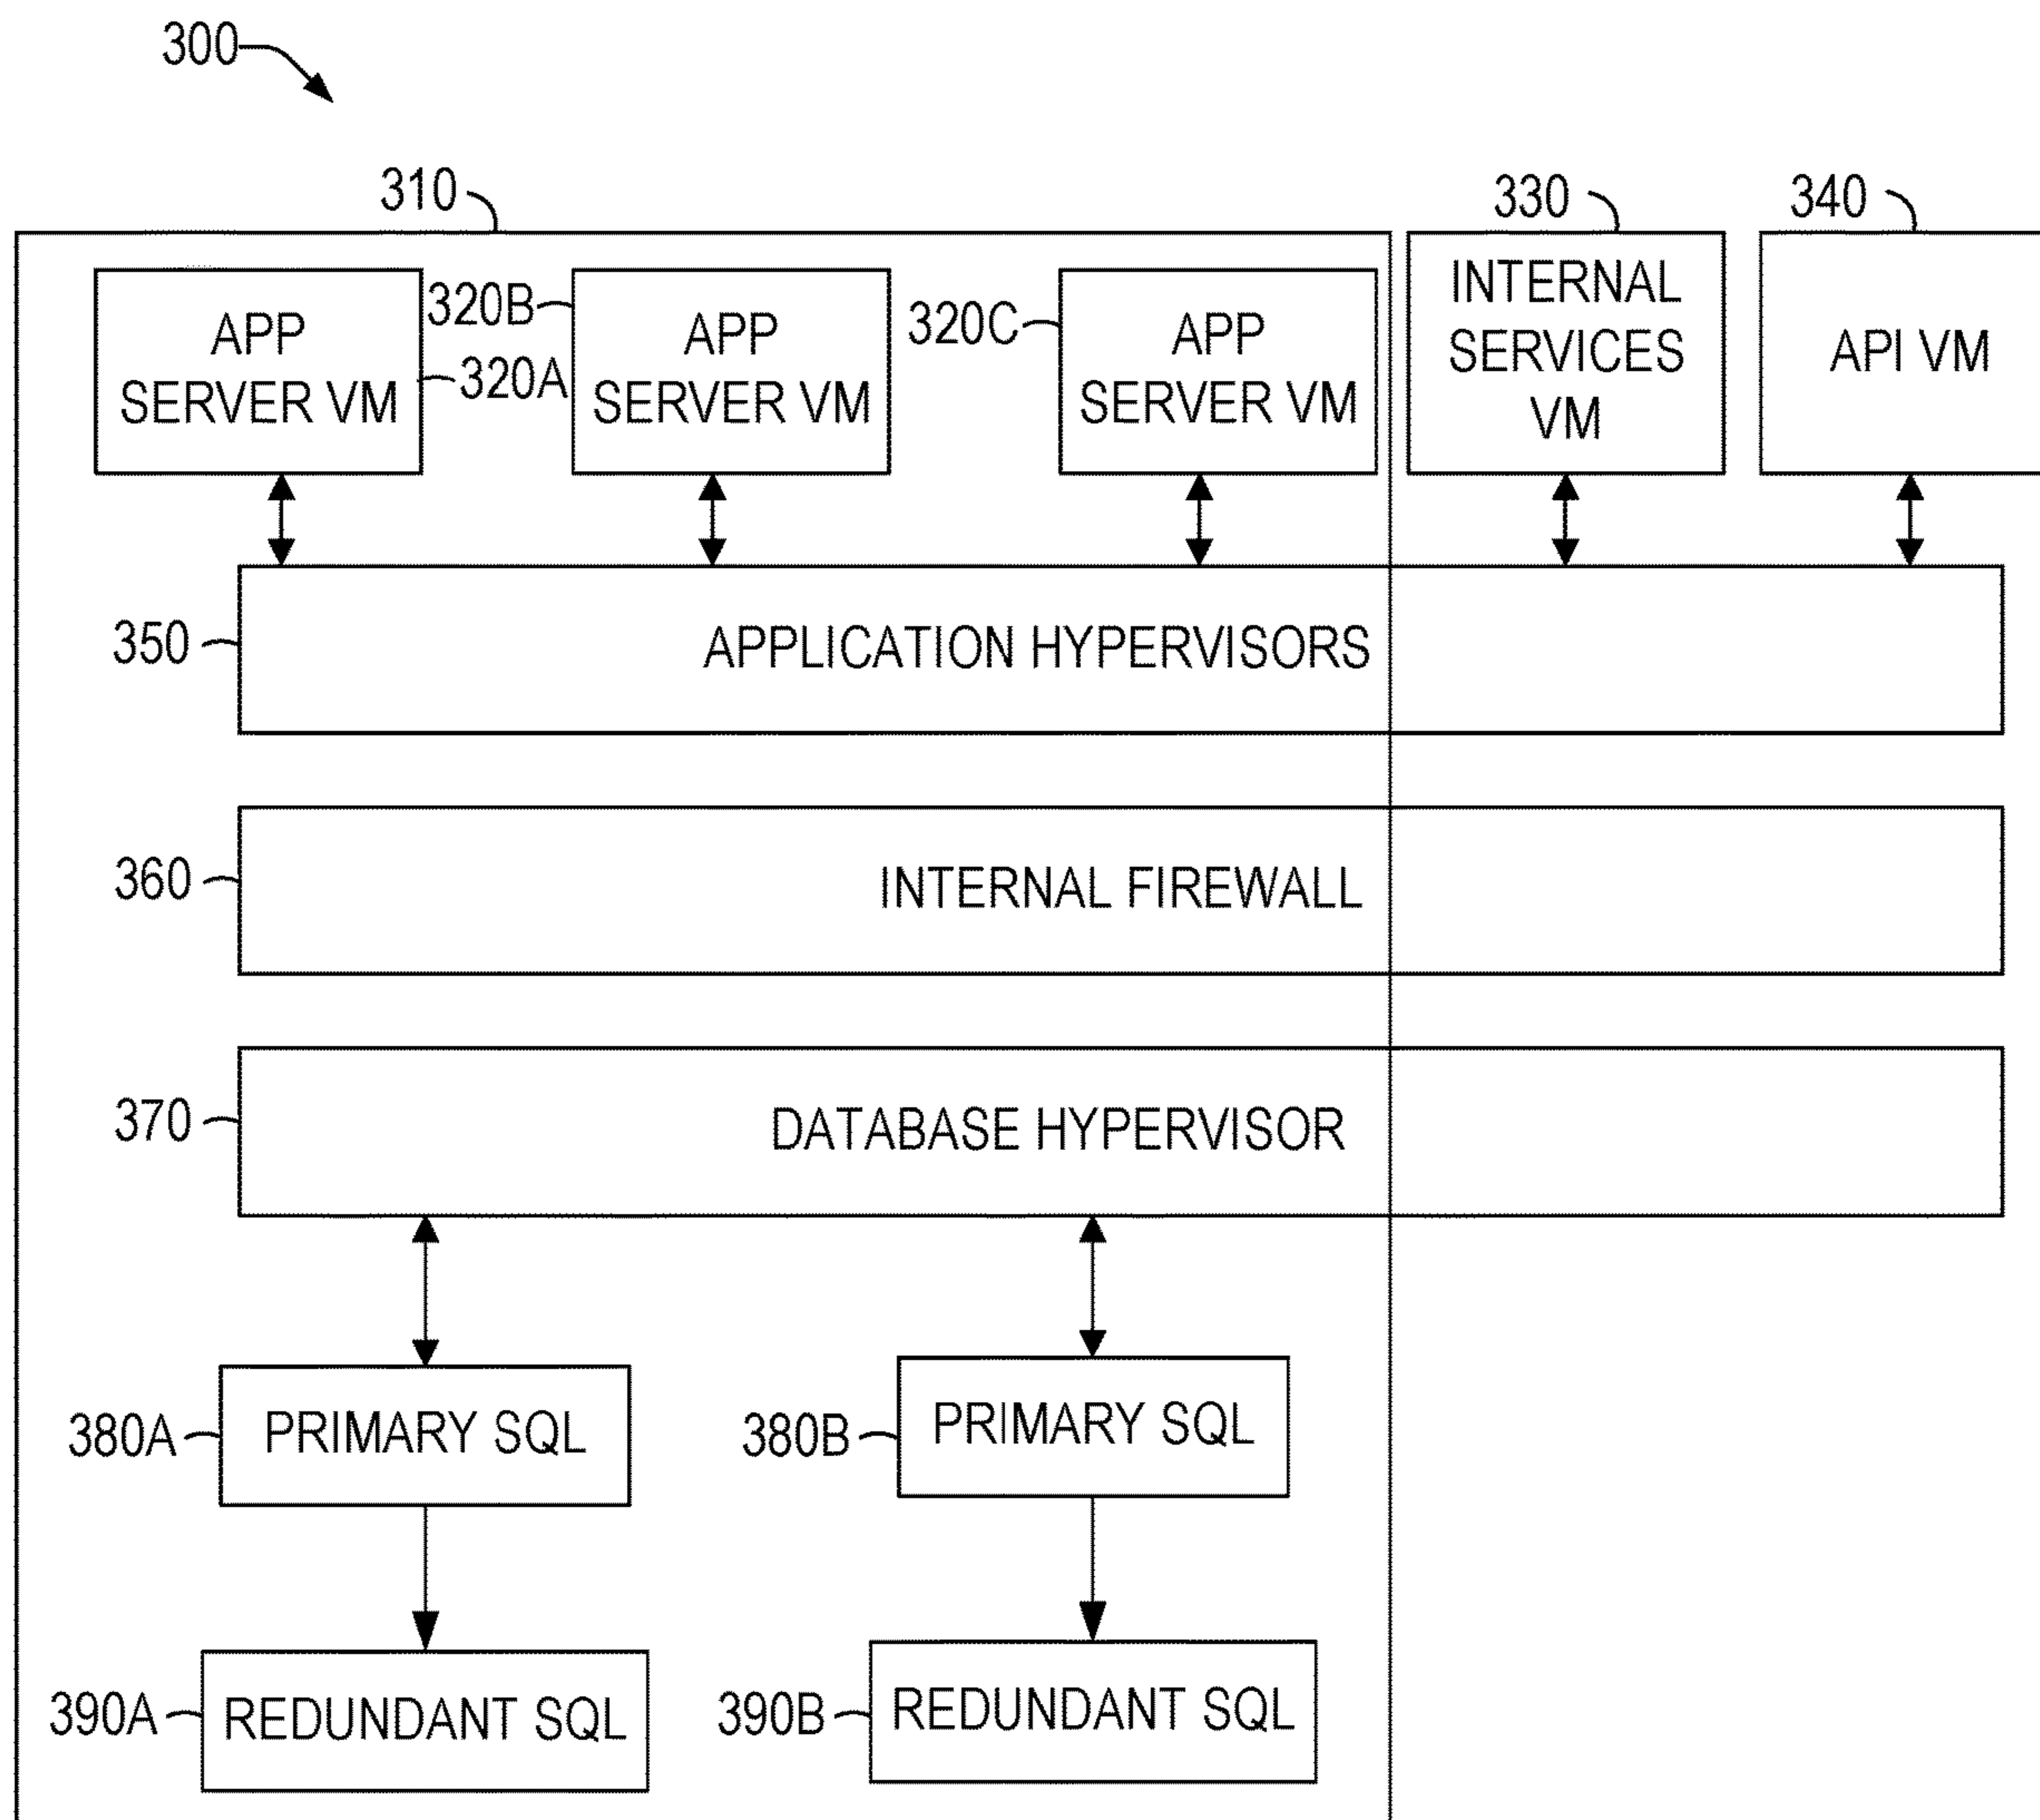 300
310
330
340
APP
SERVER VM
320A
320B
APP
SERVER VM
320C
APP
SERVER VM
INTERNAL
SERVICES
VM
API VM
350
APPLICATION HYPERVISORS
360
INTERNAL FIREWALL
370
DATABASE HYPERVISOR
380A
PRIMARY SQL
380B
PRIMARY SQL
390A
REDUNDANT SQL
390B
REDUNDANT SQL